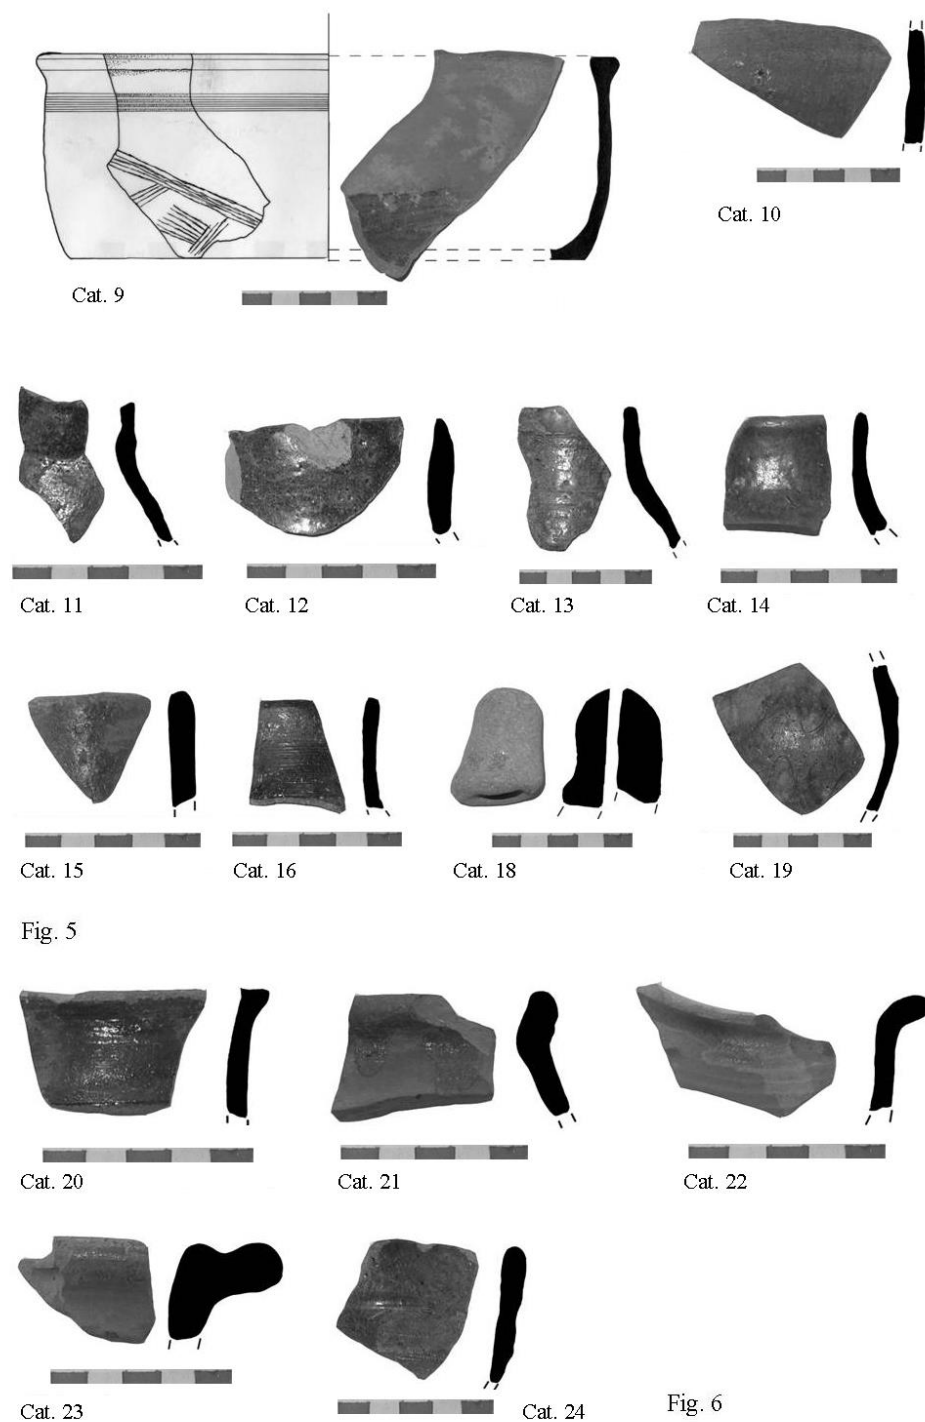 Cat. 10
Cat. 9
Cat. 11
Cat. 12
Cat. 13
Cat. 14
Cat. 15
Cat. 16
Cat. 18
Cat. 19
Fig. 5
Cat. 20
Cat. 21
Cat. 22
Cat. 23
Cat. 24
Fig. 6